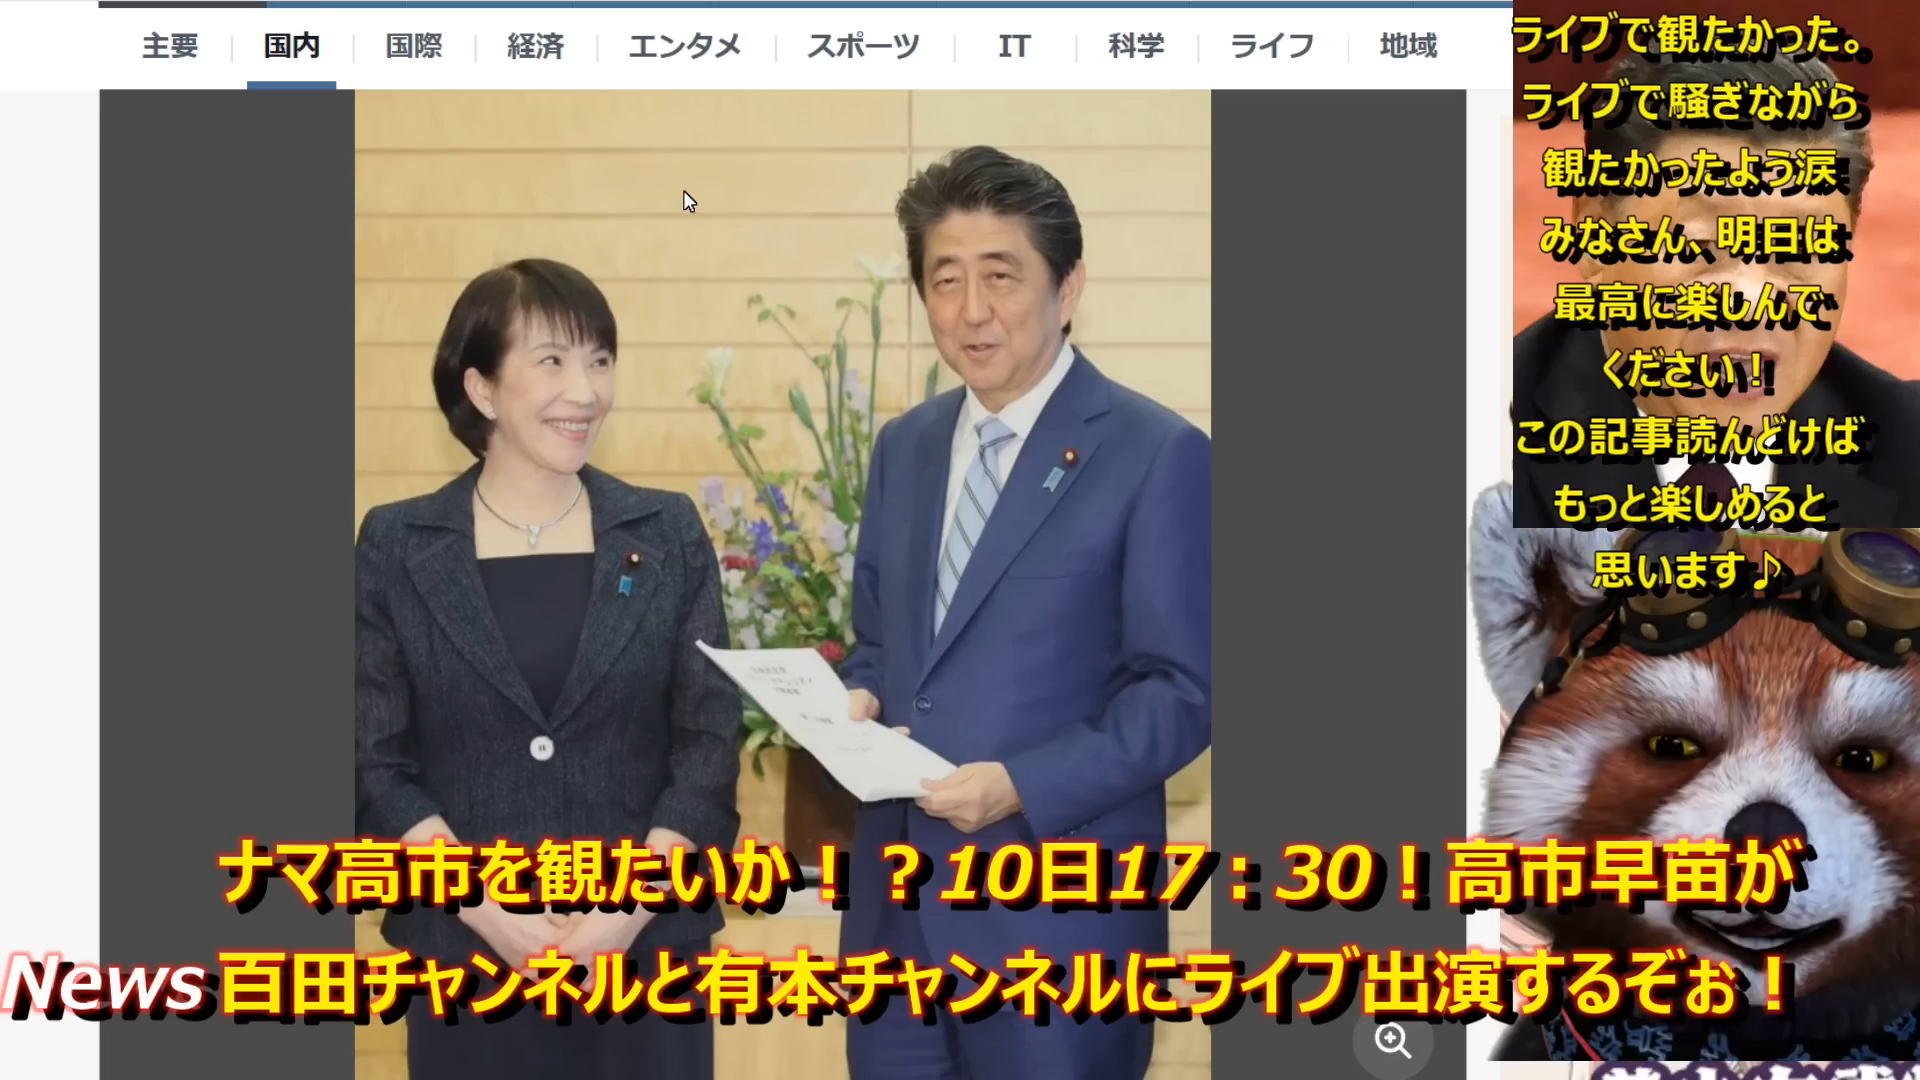 主要
国内
国際
経済
エンタメ
スポーツ
IT
科学
ライフ
地域
ライブで観たかった。
ライブで騒ぎながら
観たかったよう涙
みなさん、明日は
最高に楽しんで
ください！
この記事読んどけば
もっと楽しめると
思います♪
ナマ高市を観たいか！？10日17：30！高市早苗が
News 百田チャンネルと有本チャンネルにライブ出演するぞぉ！